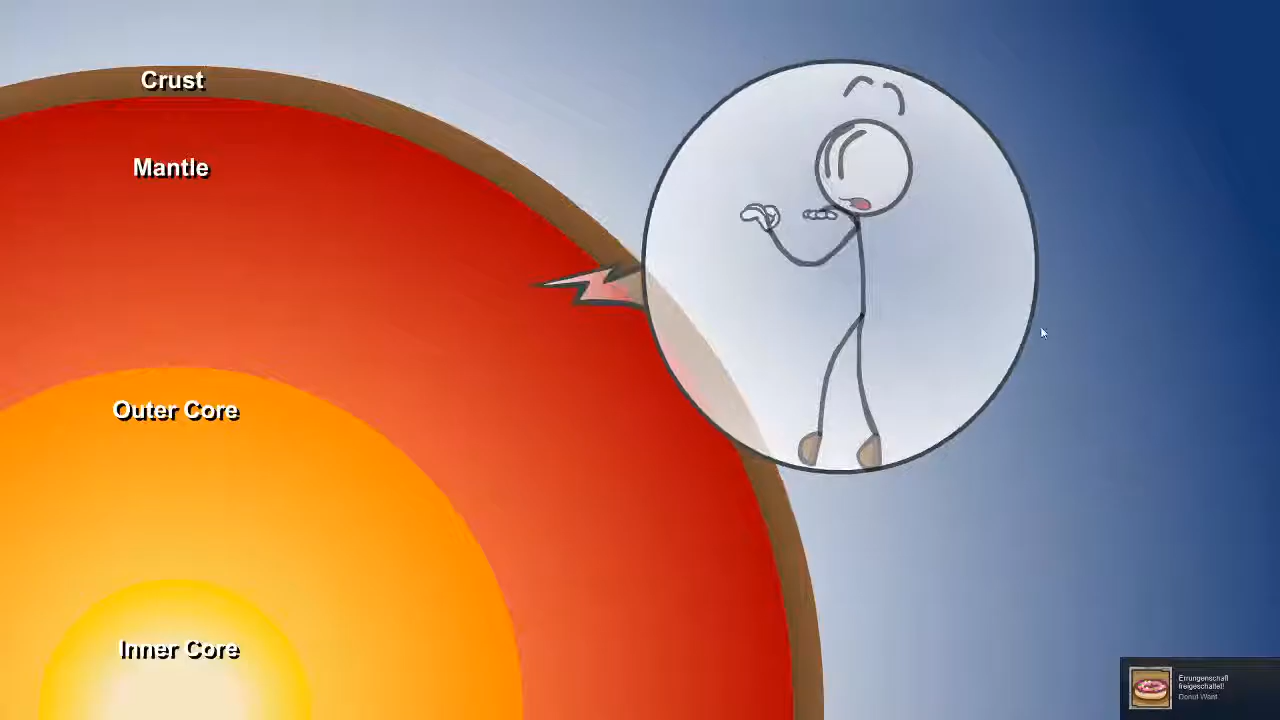 Crust
Mantle
Outer Core
Inner Core
Errungenschaft
freigeschaltet!
Donut Want